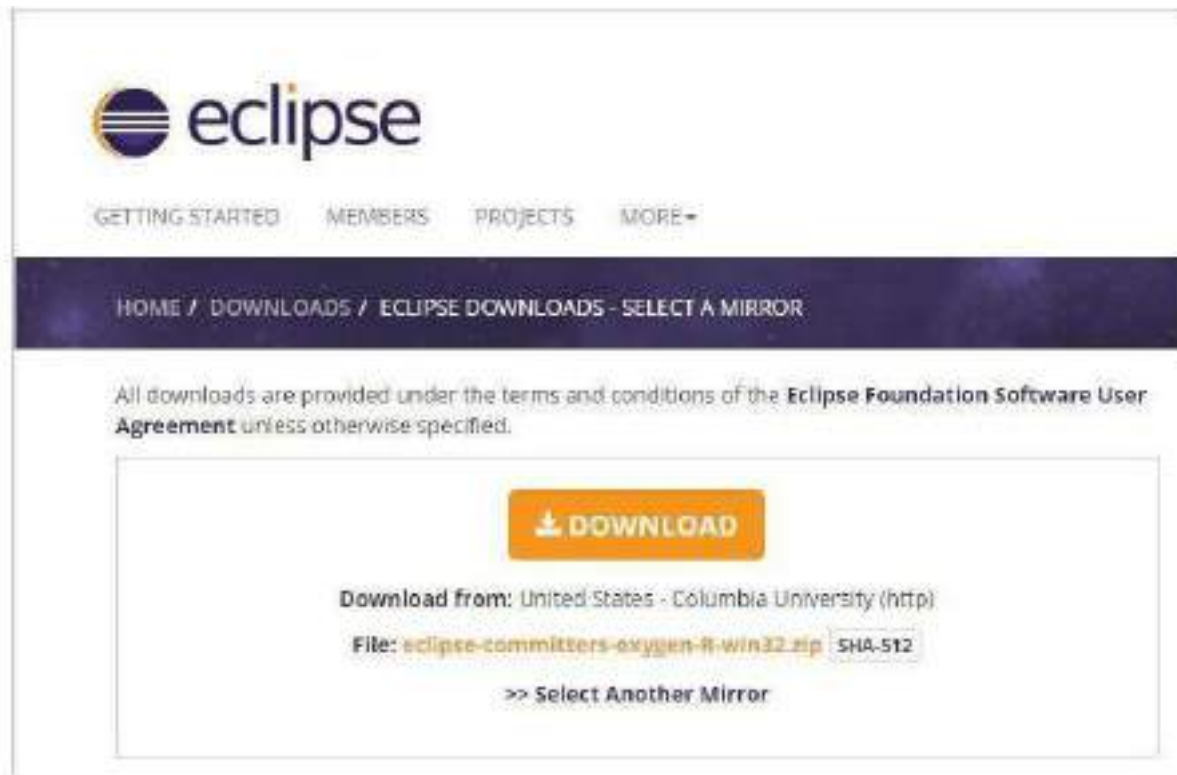 eclipse
GETTING STARTED MEMBERS PROJECTS MORE
HOME / DOWNLOADS / ECLIPSE DOWNLOADS - SELECT A MIRROR
All downloads are provided under the terms and conditions of the Eclipse Foundation Software User
Agreement unless otherwise specified.
DOWNLOAD
Download from: United States - Columbia University (http)
File: eclipse-committers-oxygen-R-win32.zip SHA-512
>> Select Another Mirror